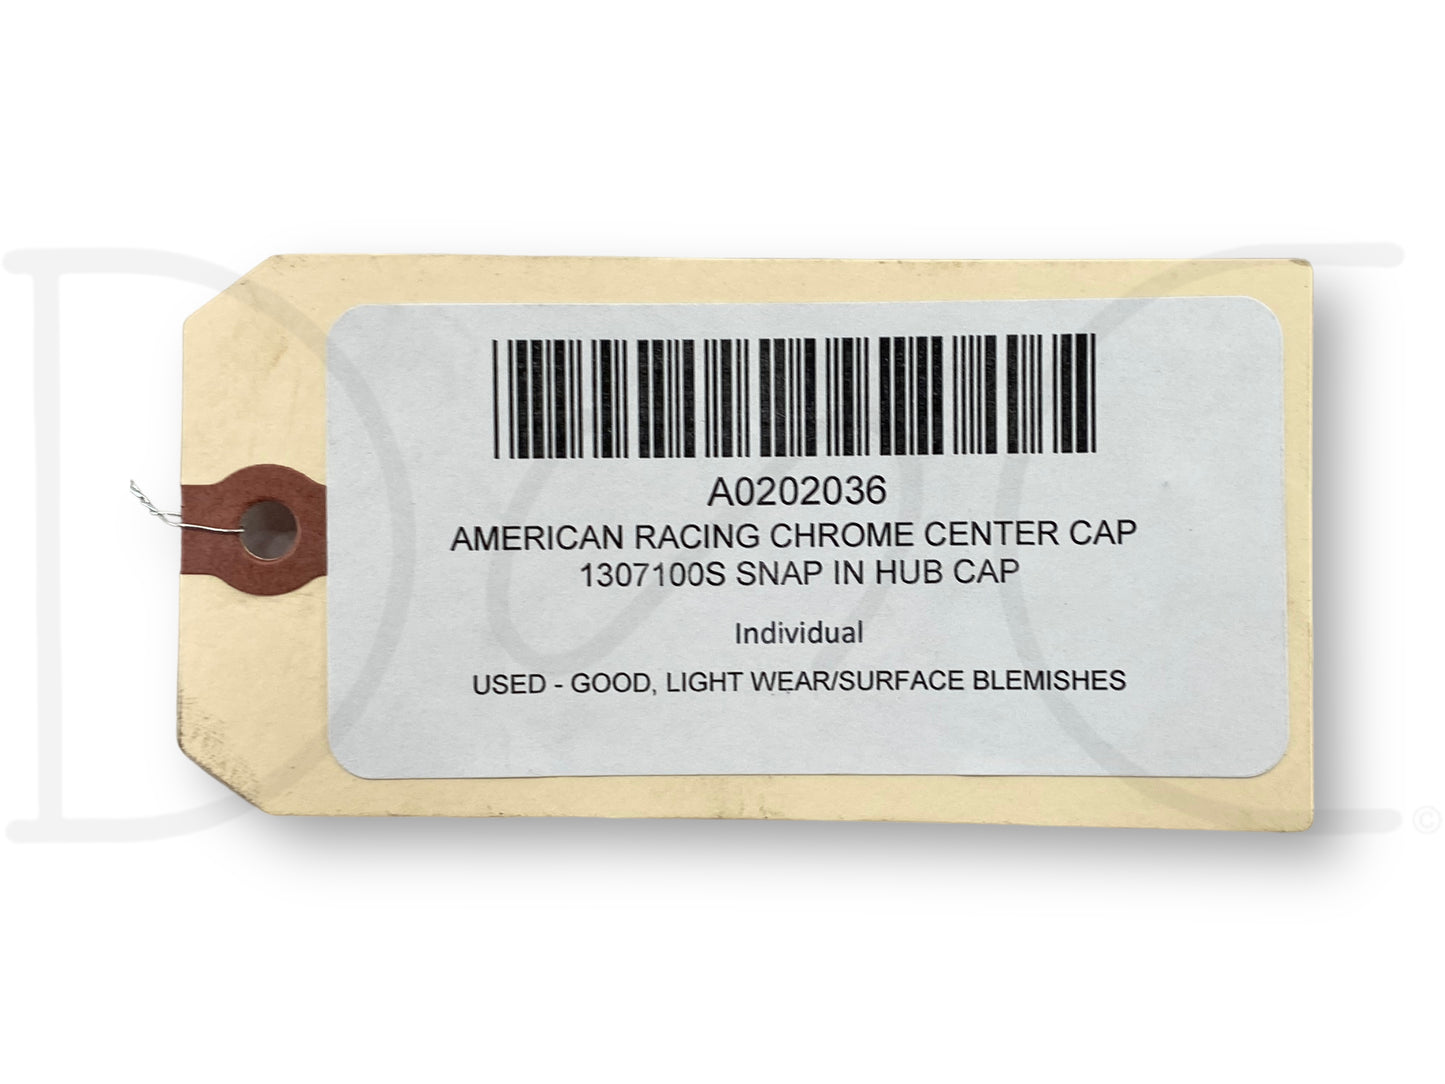 A0202036
AMERICAN RACING CHROME CENTER CAP
1307100S SNAP IN HUB CAP
Individual
USED - GOOD, LIGHT WEAR/SURFACE BLEMISHES
©